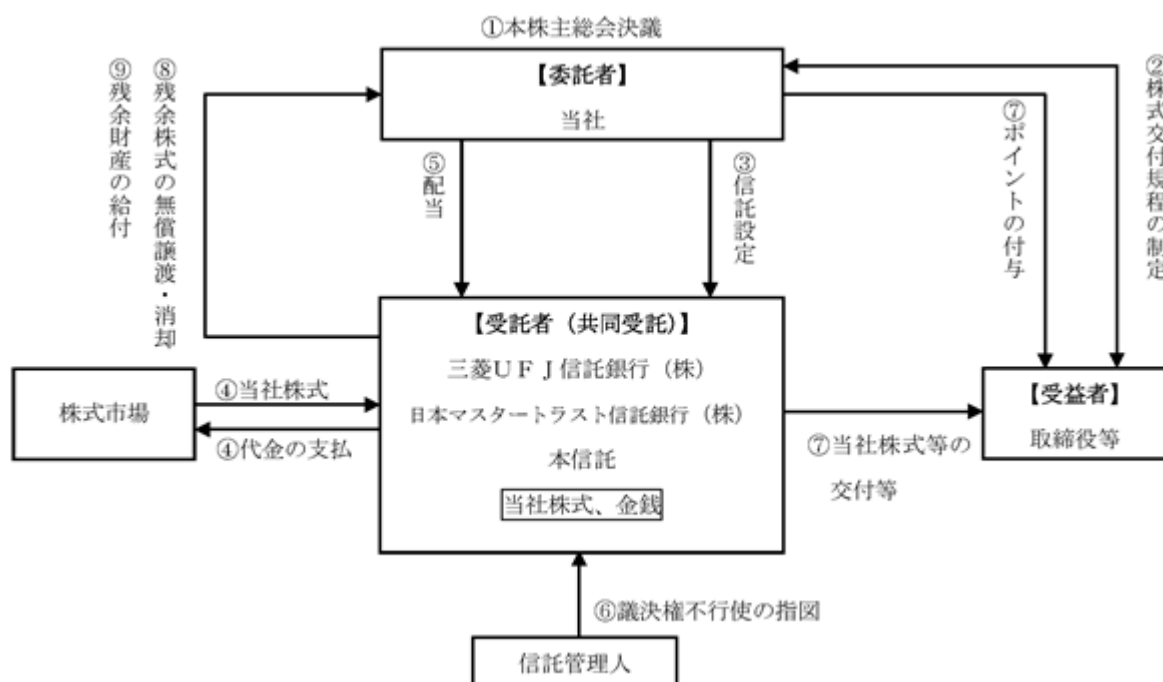 ①本株主総会決議
【委託者】
当社
⑨残余財産の給付
⑧残余株式の無償譲渡・消却
⑤配当
③信託設定
⑦ポイントの付与
②株式交付規程の制定
【受託者（共同受託）】
三菱ＵＦＪ信託銀行（株）
日本マスタートラスト信託銀行（株）
本信託
当社株式、金銭
株式市場
④当社株式
④代金の支払
【受益者】
取締役等
⑦当社株式等の
交付等
⑥議決権不行使の指図
信託管理人